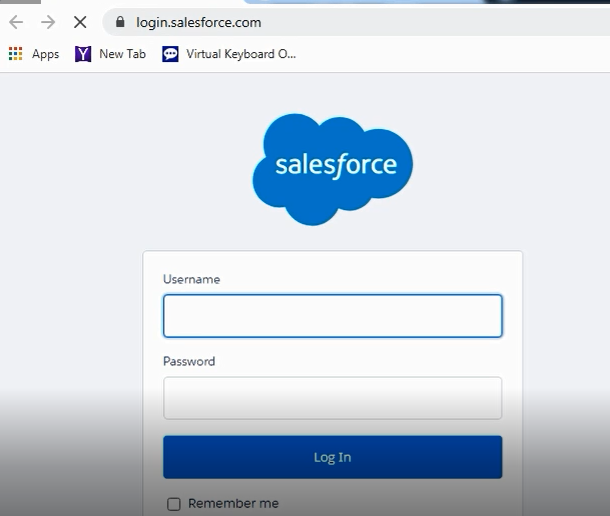 login.salesforce.com
Apps Y New Tab Virtual Keyboard O...
salesforce
Username
Password
Log In
Remember me